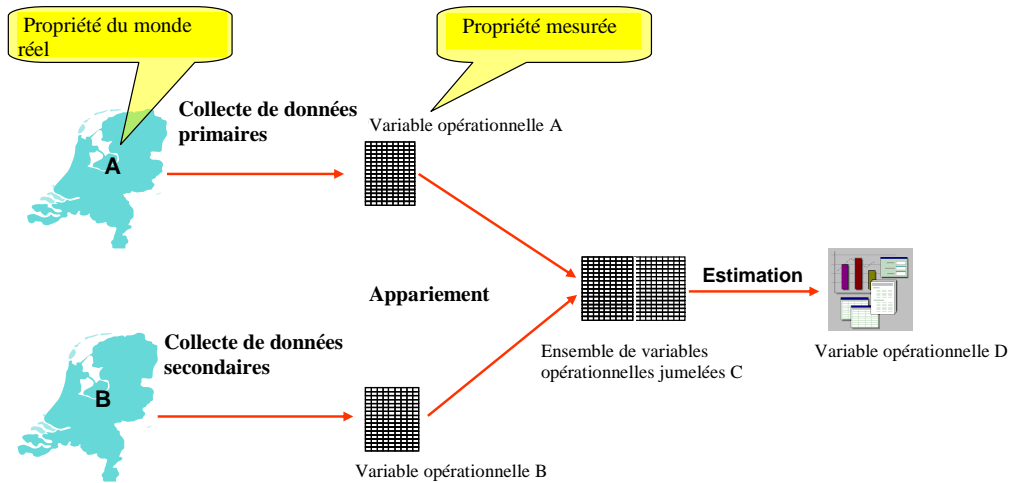 Propriété du monde
réel
Propriété mesurée
Collecte de données
primaires
Variable opérationnelle A
A
Appariement
Estimation
Ensemble de variables
opérationnelles jumelées C
Variable opérationnelle D
Collecte de données
secondaires
B
Variable opérationnelle B